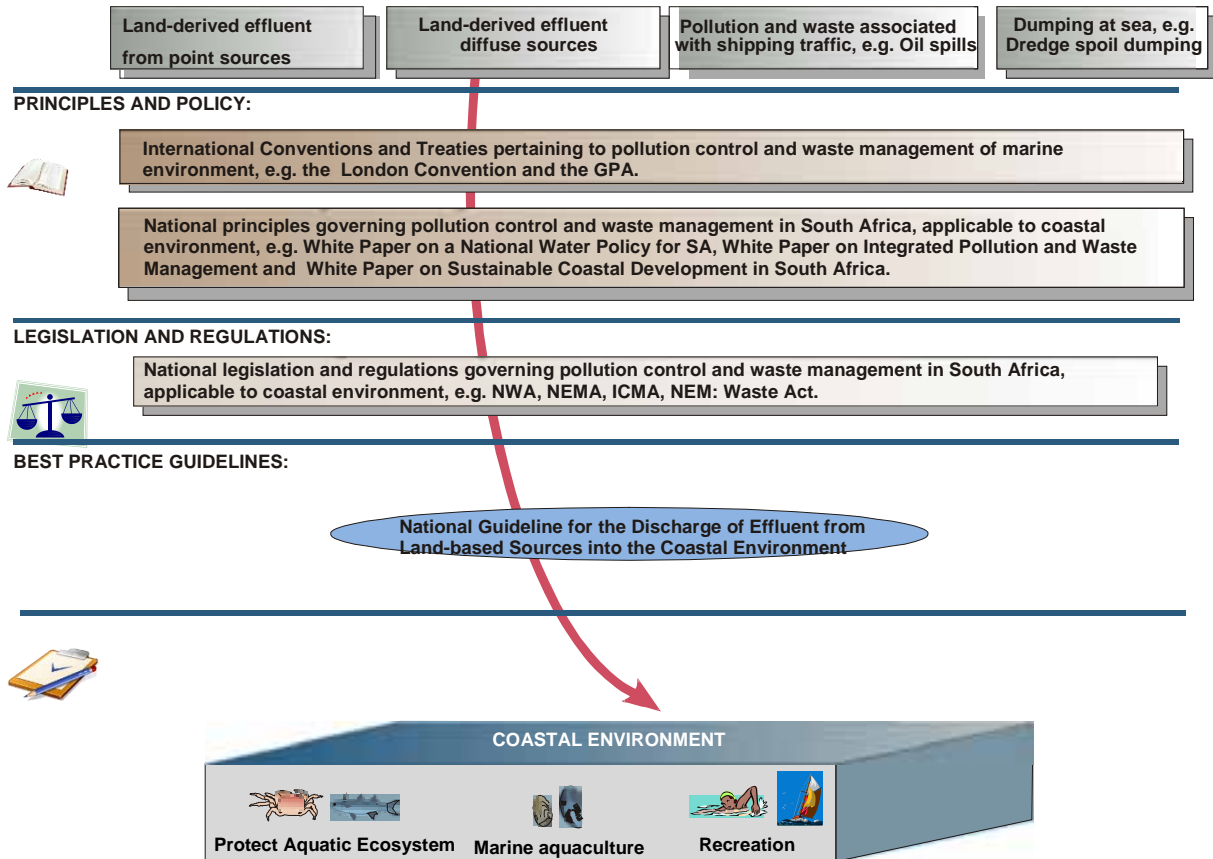 Land-derived effluent
from point sources
Land-derived effluent
diffuse sources
Pollution and waste associated
with shipping traffic, e.g. Oil spills
Dumping at sea, e.g.
Dredge spoil dumping
PRINCIPLES AND POLICY:
International Conventions and Treaties pertaining to pollution control and waste management of marine
environment, e.g. the London Convention and the GPA.
National principles governing pollution control and waste management in South Africa, applicable to coastal
environment, e.g. White Paper on a National Water Policy for SA, White Paper on Integrated Pollution and Waste
Management and White Paper on Sustainable Coastal Development in South Africa.
LEGISLATION AND REGULATIONS:
National legislation and regulations governing pollution control and waste management in South Africa,
applicable to coastal environment, e.g. NWA, NEMA, ICMA, NEM: Waste Act.
BEST PRACTICE GUIDELINES:
National Guideline for the Discharge of Effluent from
Land-based Sources into the Coastal Environment
COASTAL ENVIRONMENT
Protect Aquatic Ecosystem
Marine aquaculture
Recreation